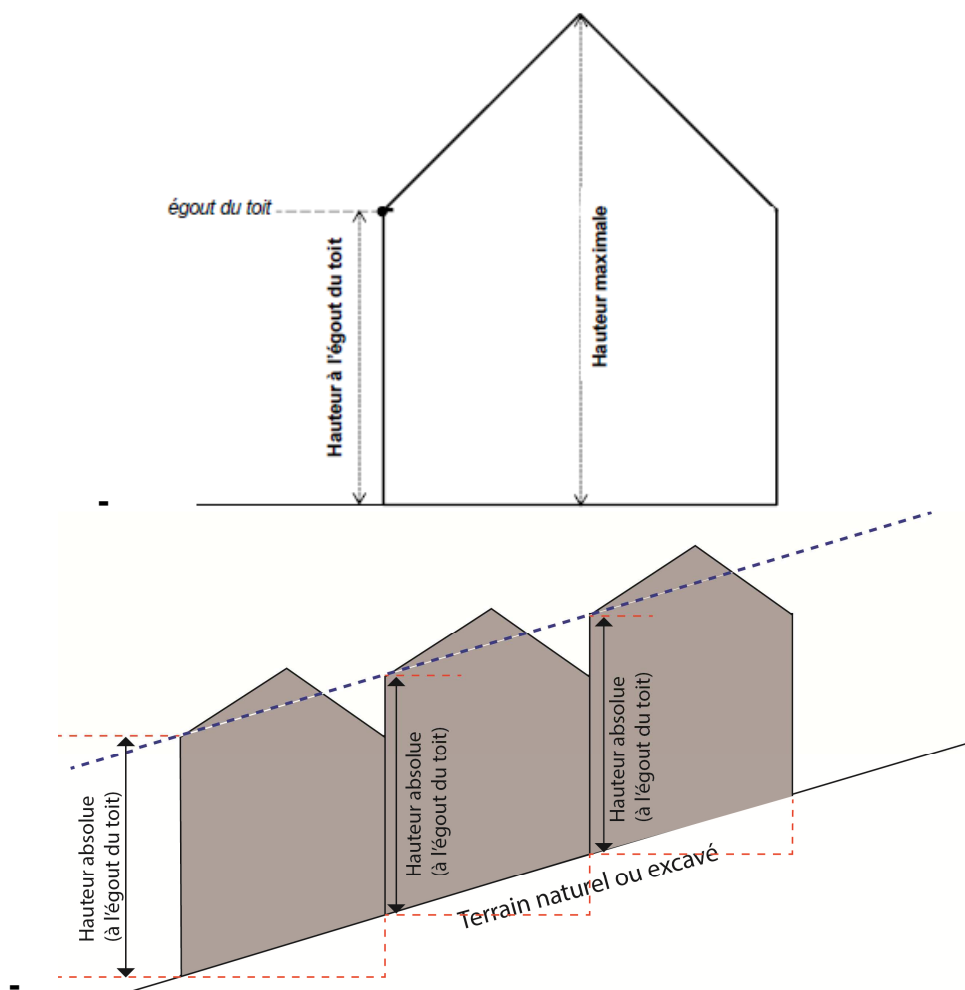 égout du toit
Hauteur à l'égout du toit
Hauteur maximale
-
Hauteur absolue
(à l'égout du toit)
Hauteur absolue
(à l'égout du toit)
Hauteur absolue
(à l'égout du toit)
Terrain naturel ou excavé
-